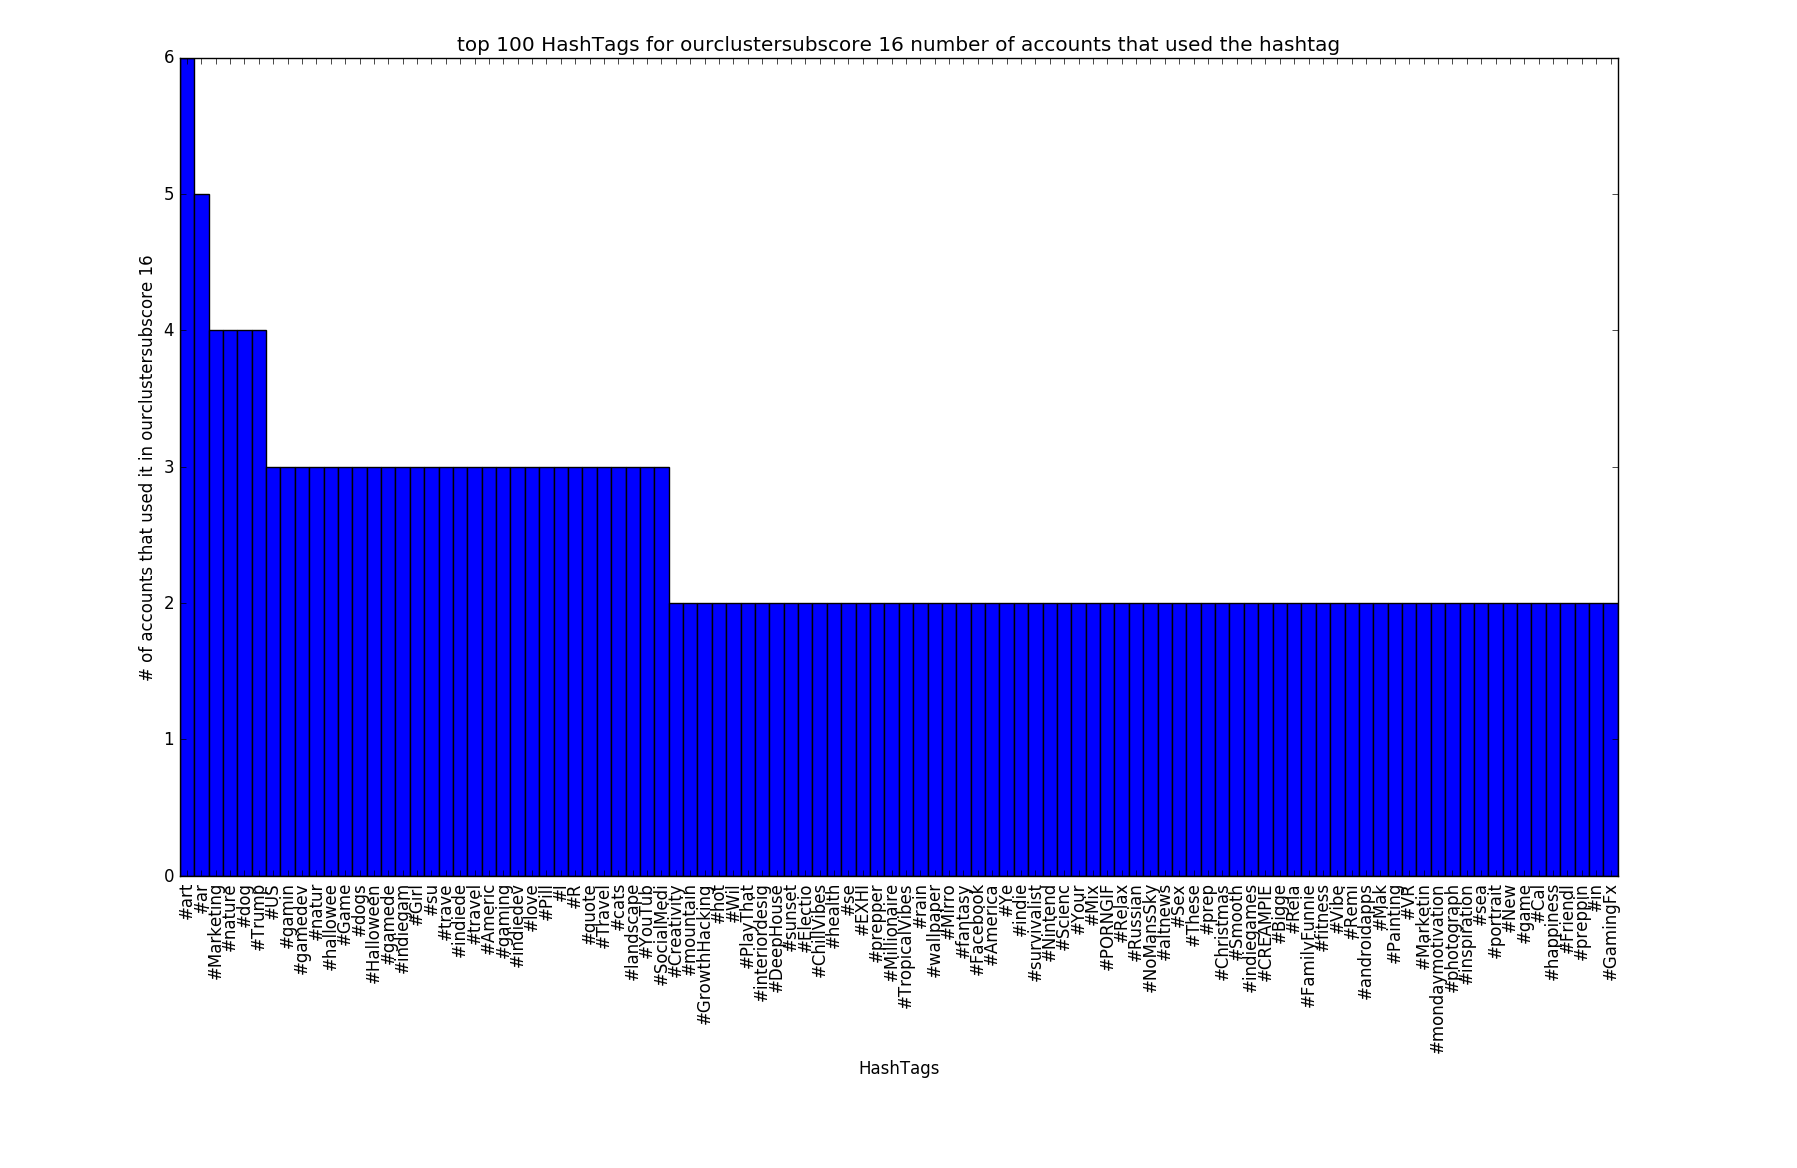 top 100 HashTags for ourclustersubscore 16 number of accounts that used the hashtag
# of accounts that used it in ourclustersubscore 16
6
5
4
3
2
1
0
#art
#ar
#Marketing
#nature
#dog
#Trump
#US
#gamin
#gamedev
#natur
#hallowee
#Game
#dogs
#Halloween
#gamede
#indiegam
#Girl
#su
#trave
#indiede
#travel
#Americ
#gaming
#indiedev
#love
#Pill
#I
#R
#quote
#Travel
#cats
#landscape
#YouTub
#SocialMedi
#Creativity
#mountain
#GrowthHacking
#hot
#Wil
#PlayThat
#interiordesig
#DeepHouse
#sunset
#Electio
#ChillVibes
#health
#se
#EXHI
#prepper
#Millionaire
#TropicalVibes
#rain
#wallpaper
#Mirro
#fantasy
#Facebook
#America
#Ye
#indie
#survivalist
#Nintend
#Scienc
#Your
#Mix
#PORNGIF
#Relax
#Russian
#NoMansSky
#altnews
#Sex
#These
#prep
#Christmas
#Smooth
#indiegames
#CREAMPIE
#Bigge
#Rela
#FamilyFunnie
#fitness
#Vibe
#Remi
#androidapps
#Mak
#Painting
#VR
#Marketin
#mondaymotivation
#photograph
#inspiration
#sea
#portrait
#New
#game
#Cal
#happiness
#Friendl
#preppin
#in
#GamingFx
HashTags